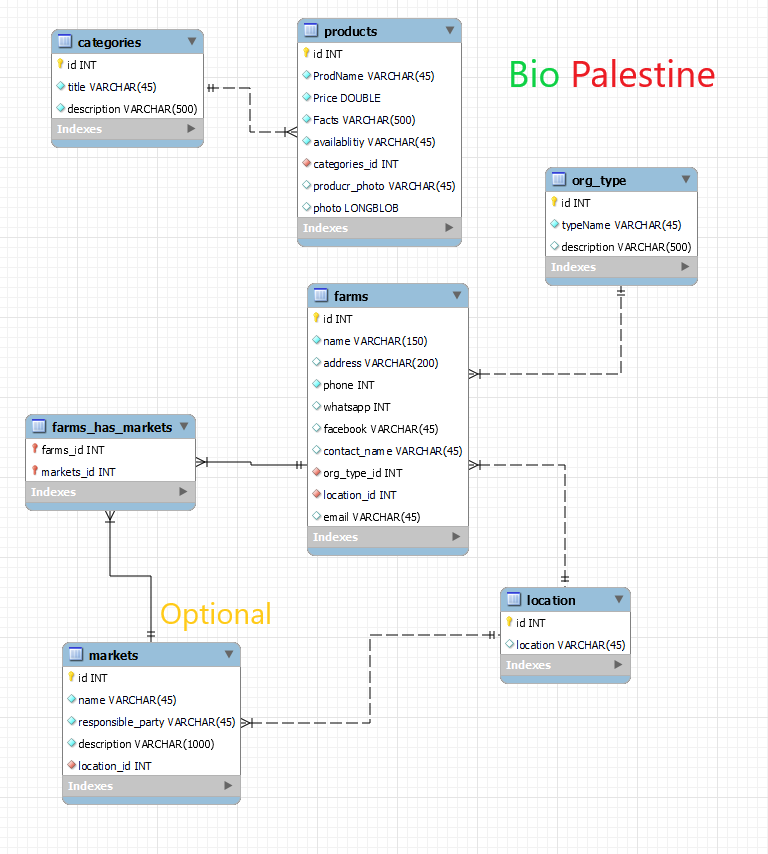 categories
id INT
title VARCHAR(45)
description VARCHAR(500)
Indexes
products
id INT
ProdName VARCHAR(45)
Price DOUBLE
Facts VARCHAR(500)
availablitiy VARCHAR(45)
categories_id INT
producr_photo VARCHAR(45)
photo LONGBLOB
Indexes
Bio Palestine
org_type
id INT
typeName VARCHAR(45)
description VARCHAR(500)
Indexes
farms
id INT
name VARCHAR(150)
address VARCHAR(200)
phone INT
whatsapp INT
facebook VARCHAR(45)
contact_name VARCHAR(45)
org_type_id INT
location_id INT
email VARCHAR(45)
Indexes
farms_has_markets
farms_id INT
markets_id INT
Indexes
Optional
location
id INT
location VARCHAR(45)
Indexes
markets
id INT
name VARCHAR(45)
responsible_party VARCHAR(45)
description VARCHAR(1000)
location_id INT
Indexes